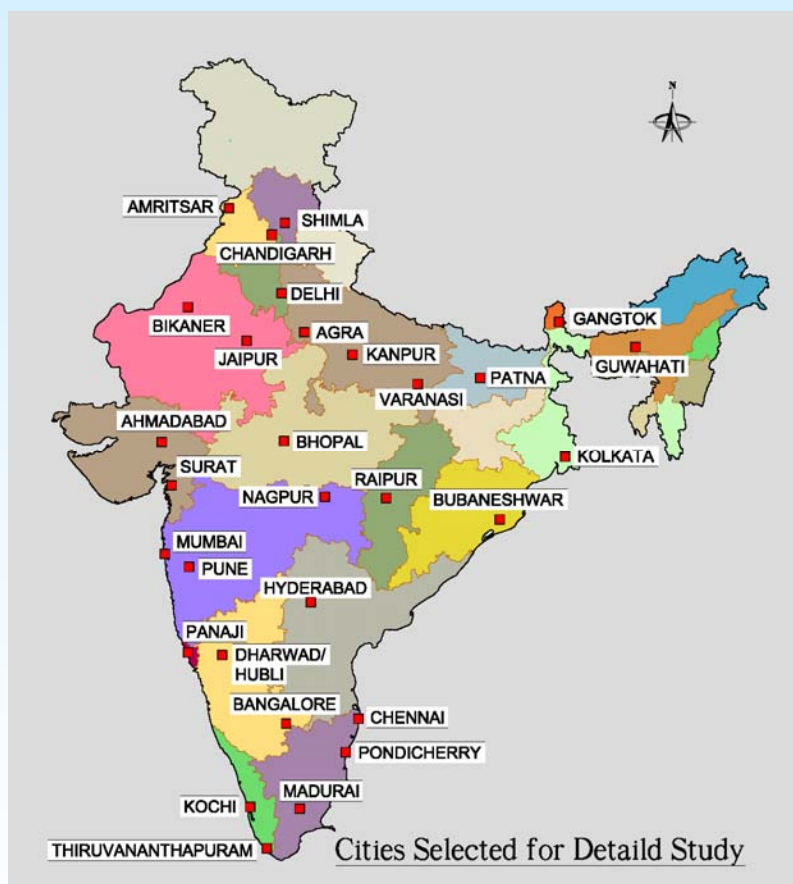 N
AMRITSAR
SHIMLA
CHANDIGARH
DELHI
BIKANER
AGRA
GANGTOK
JAIPUR
KANPUR
GUWAHATI
PATNA
VARANASI
AHMADABAD
BHOPAL
KOLKATA
SURAT
RAIPUR
NAGPUR
BUBANESHWAR
MUMBAI
PUNE
HYDERABAD
PANAJI
DHARWAD/
HUBLI
BANGALORE
CHENNAI
PONDICHERRY
KOCHI
MADURAI
THIRUVANANTHAPURAM
Cities Selected for Detaild Study